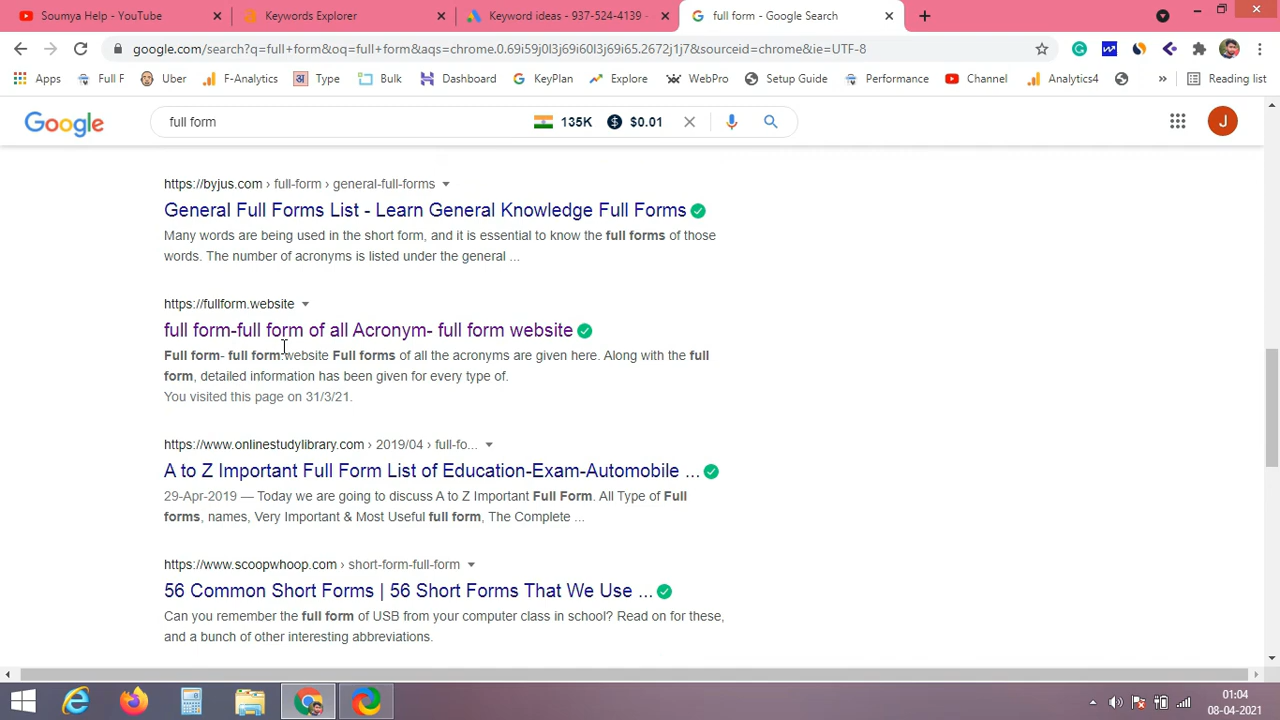 Soumya Help - YouTube
Keywords Explorer
Keyword ideas - 937-524-4139 -
full form - Google Search
google.com/search?q=full+form&oq=full+form&aqs=chrome.0.69i59j0l3j69i60l3j69i65.2672j1j7&sourceid=chrome&ie=UTF-8
Apps Full F Uber F-Analytics Type Bulk Dashboard KeyPlan Explore WebPro Setup Guide Performance Channel Analytics4 » Reading list
Google
full form
135K $0.01
J
https://byjus.com › full-form › general-full-forms
General Full Forms List - Learn General Knowledge Full Forms
Many words are being used in the short form, and it is essential to know the full forms of those
words. The number of acronyms is listed under the general ...
https://fullform.website
full form-full form of all Acronym- full form website
Full form- full form.website Full forms of all the acronyms are given here. Along with the full
form, detailed information has been given for every type of.
You visited this page on 31/3/21.
https://www.onlinestudylibrary.com › 2019/04 › full-fo...
A to Z Important Full Form List of Education-Exam-Automobile ...
29-Apr-2019 — Today we are going to discuss A to Z Important Full Form. All Type of Full
forms, names, Very Important & Most Useful full form, The Complete ...
https://www.scoopwhoop.com › short-form-full-form
56 Common Short Forms | 56 Short Forms That We Use ...
Can you remember the full form of USB from your computer class in school? Read on for these,
and a bunch of other interesting abbreviations.
01:04
08-04-2021